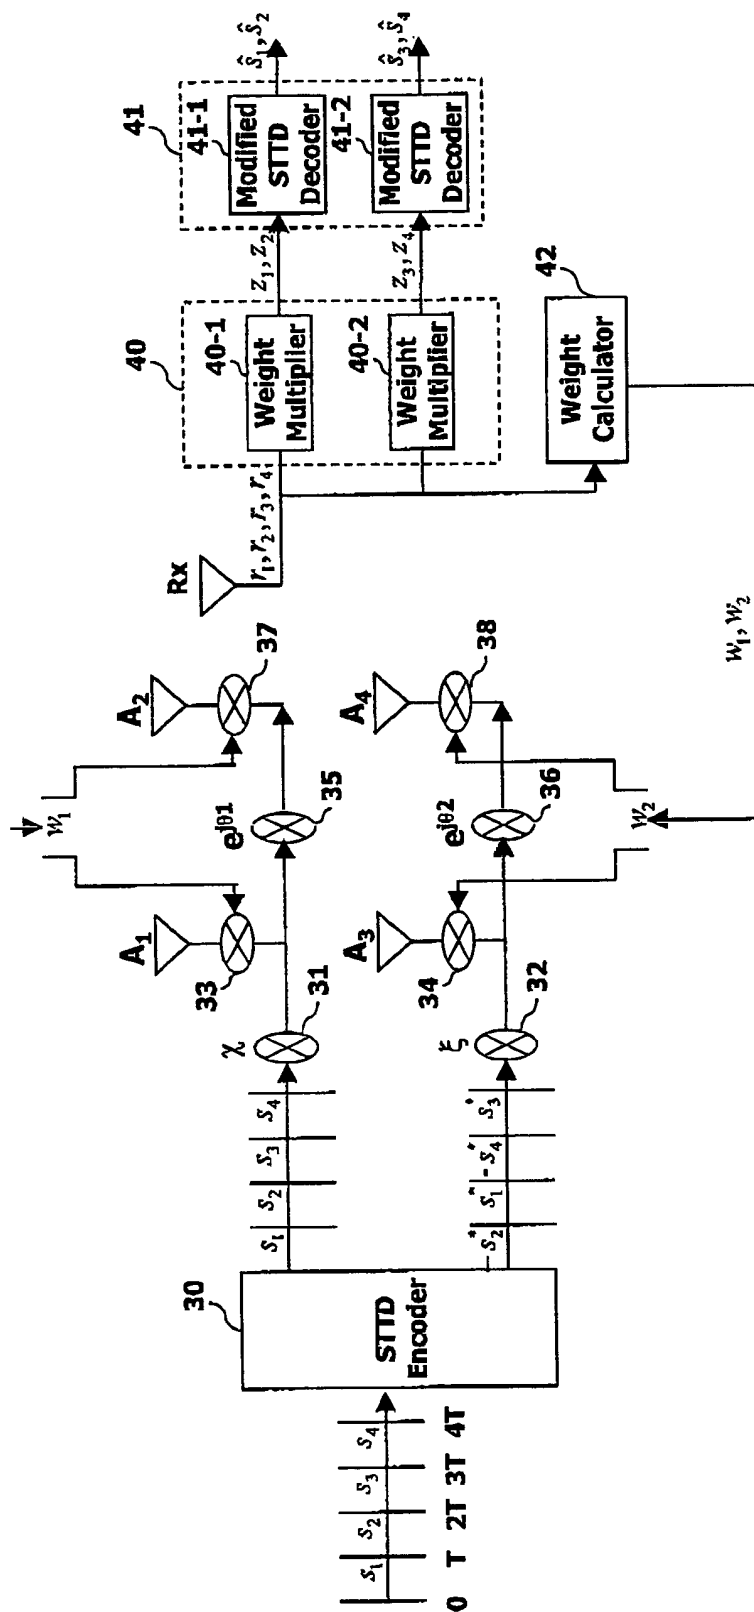 0 T 2T 3T 4T
s₁ s₂ s₃ s₄
30
STTD
Encoder
s₁ s₂ s₃ s₄
-s₂* s₁* -s₄* s₃*
χ
31
ξ
32
A₁
33
A₃
34
w₁
e^jθ1
35
e^jθ2
36
A₂
37
A₄
38
w₂
w₁, w₂
Rx
r₁, r₂, r₃, r₄
40
40-1
Weight
Multiplier
40-2
Weight
Multiplier
42
Weight
Calculator
z₁, z₂
z₃, z₄
41
41-1
Modified
STTD
Decoder
41-2
Modified
STTD
Decoder
ŝ₁, ŝ₂
ŝ₃, ŝ₄